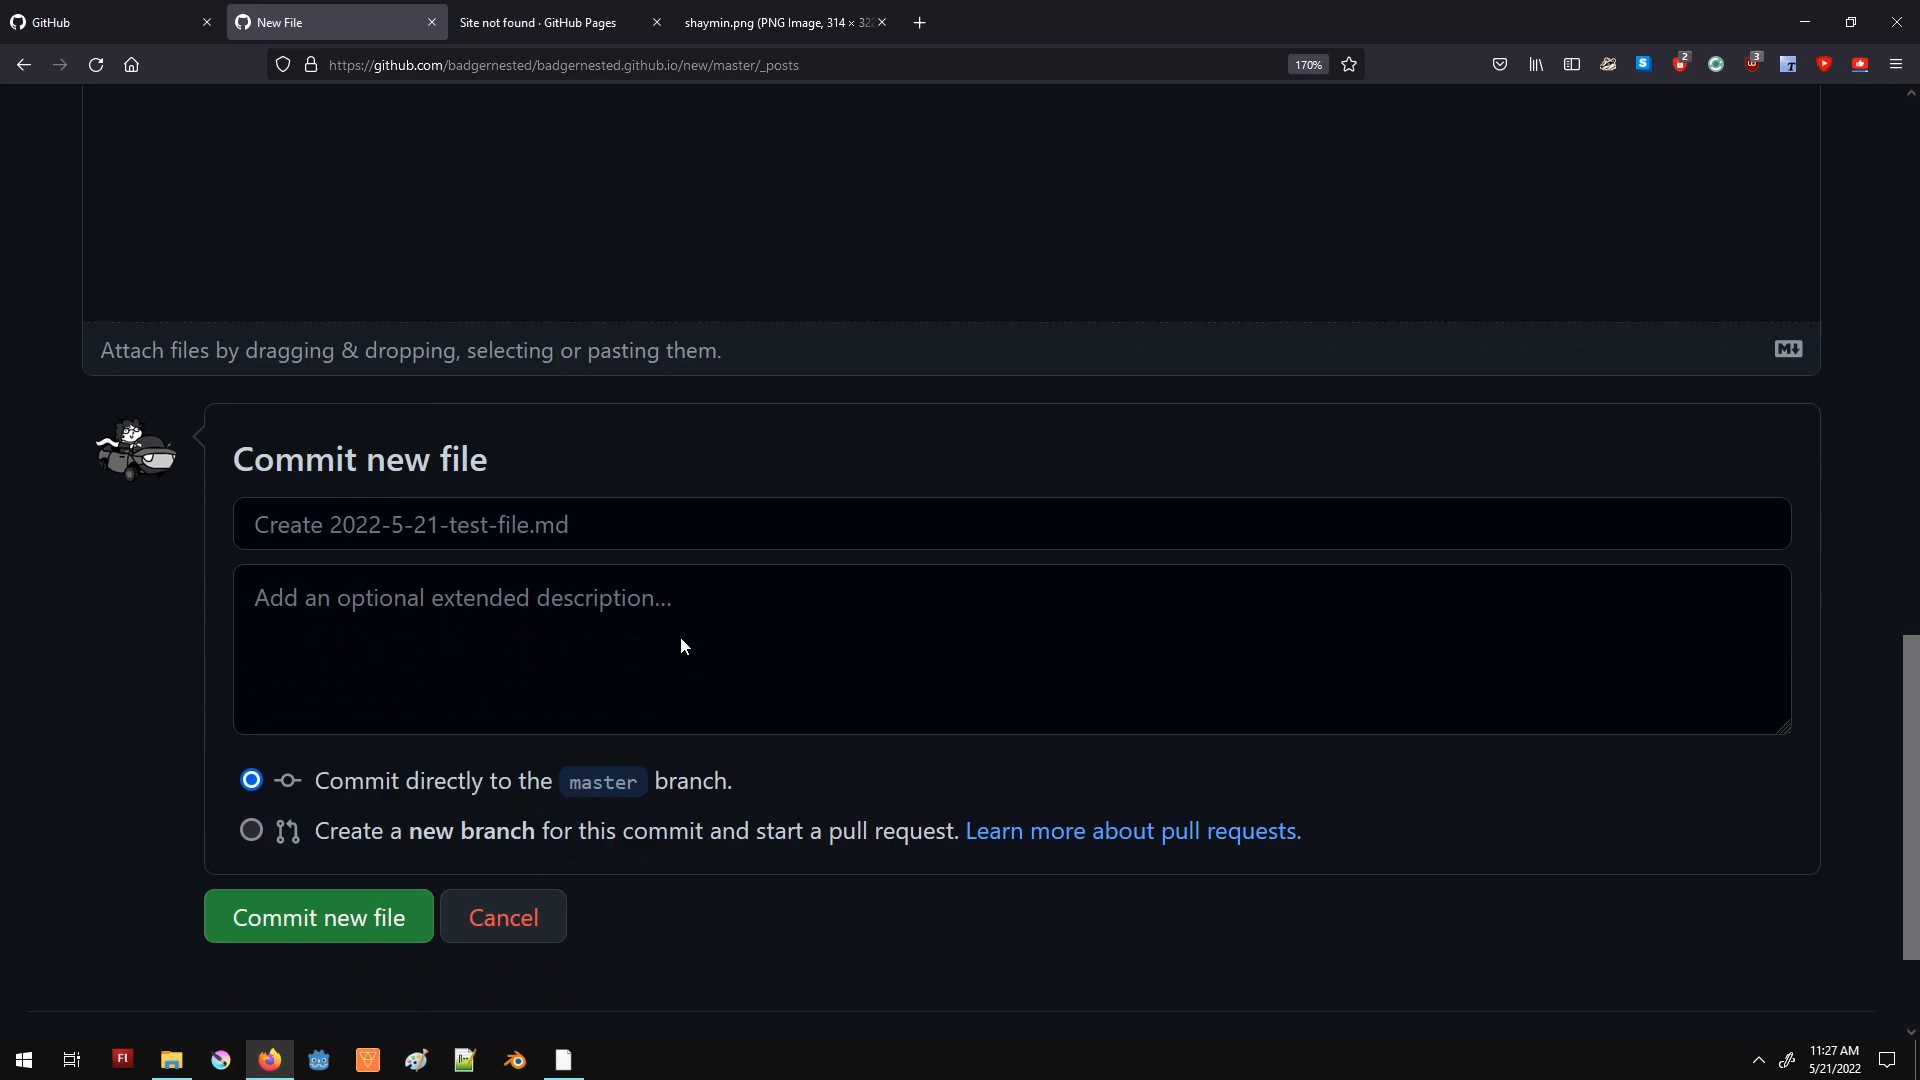 GitHub
New File
Site not found · GitHub Pages
shaymin.png (PNG Image, 314 × 32
https://github.com/badgernested/badgernested.github.io/new/master/_posts
170%
2
3
Attach files by dragging & dropping, selecting or pasting them.
Commit new file
Create 2022-5-21-test-file.md
Add an optional extended description...
Commit directly to the master branch.
Create a new branch for this commit and start a pull request. Learn more about pull requests.
Commit new file
Cancel
11:27 AM
5/21/2022